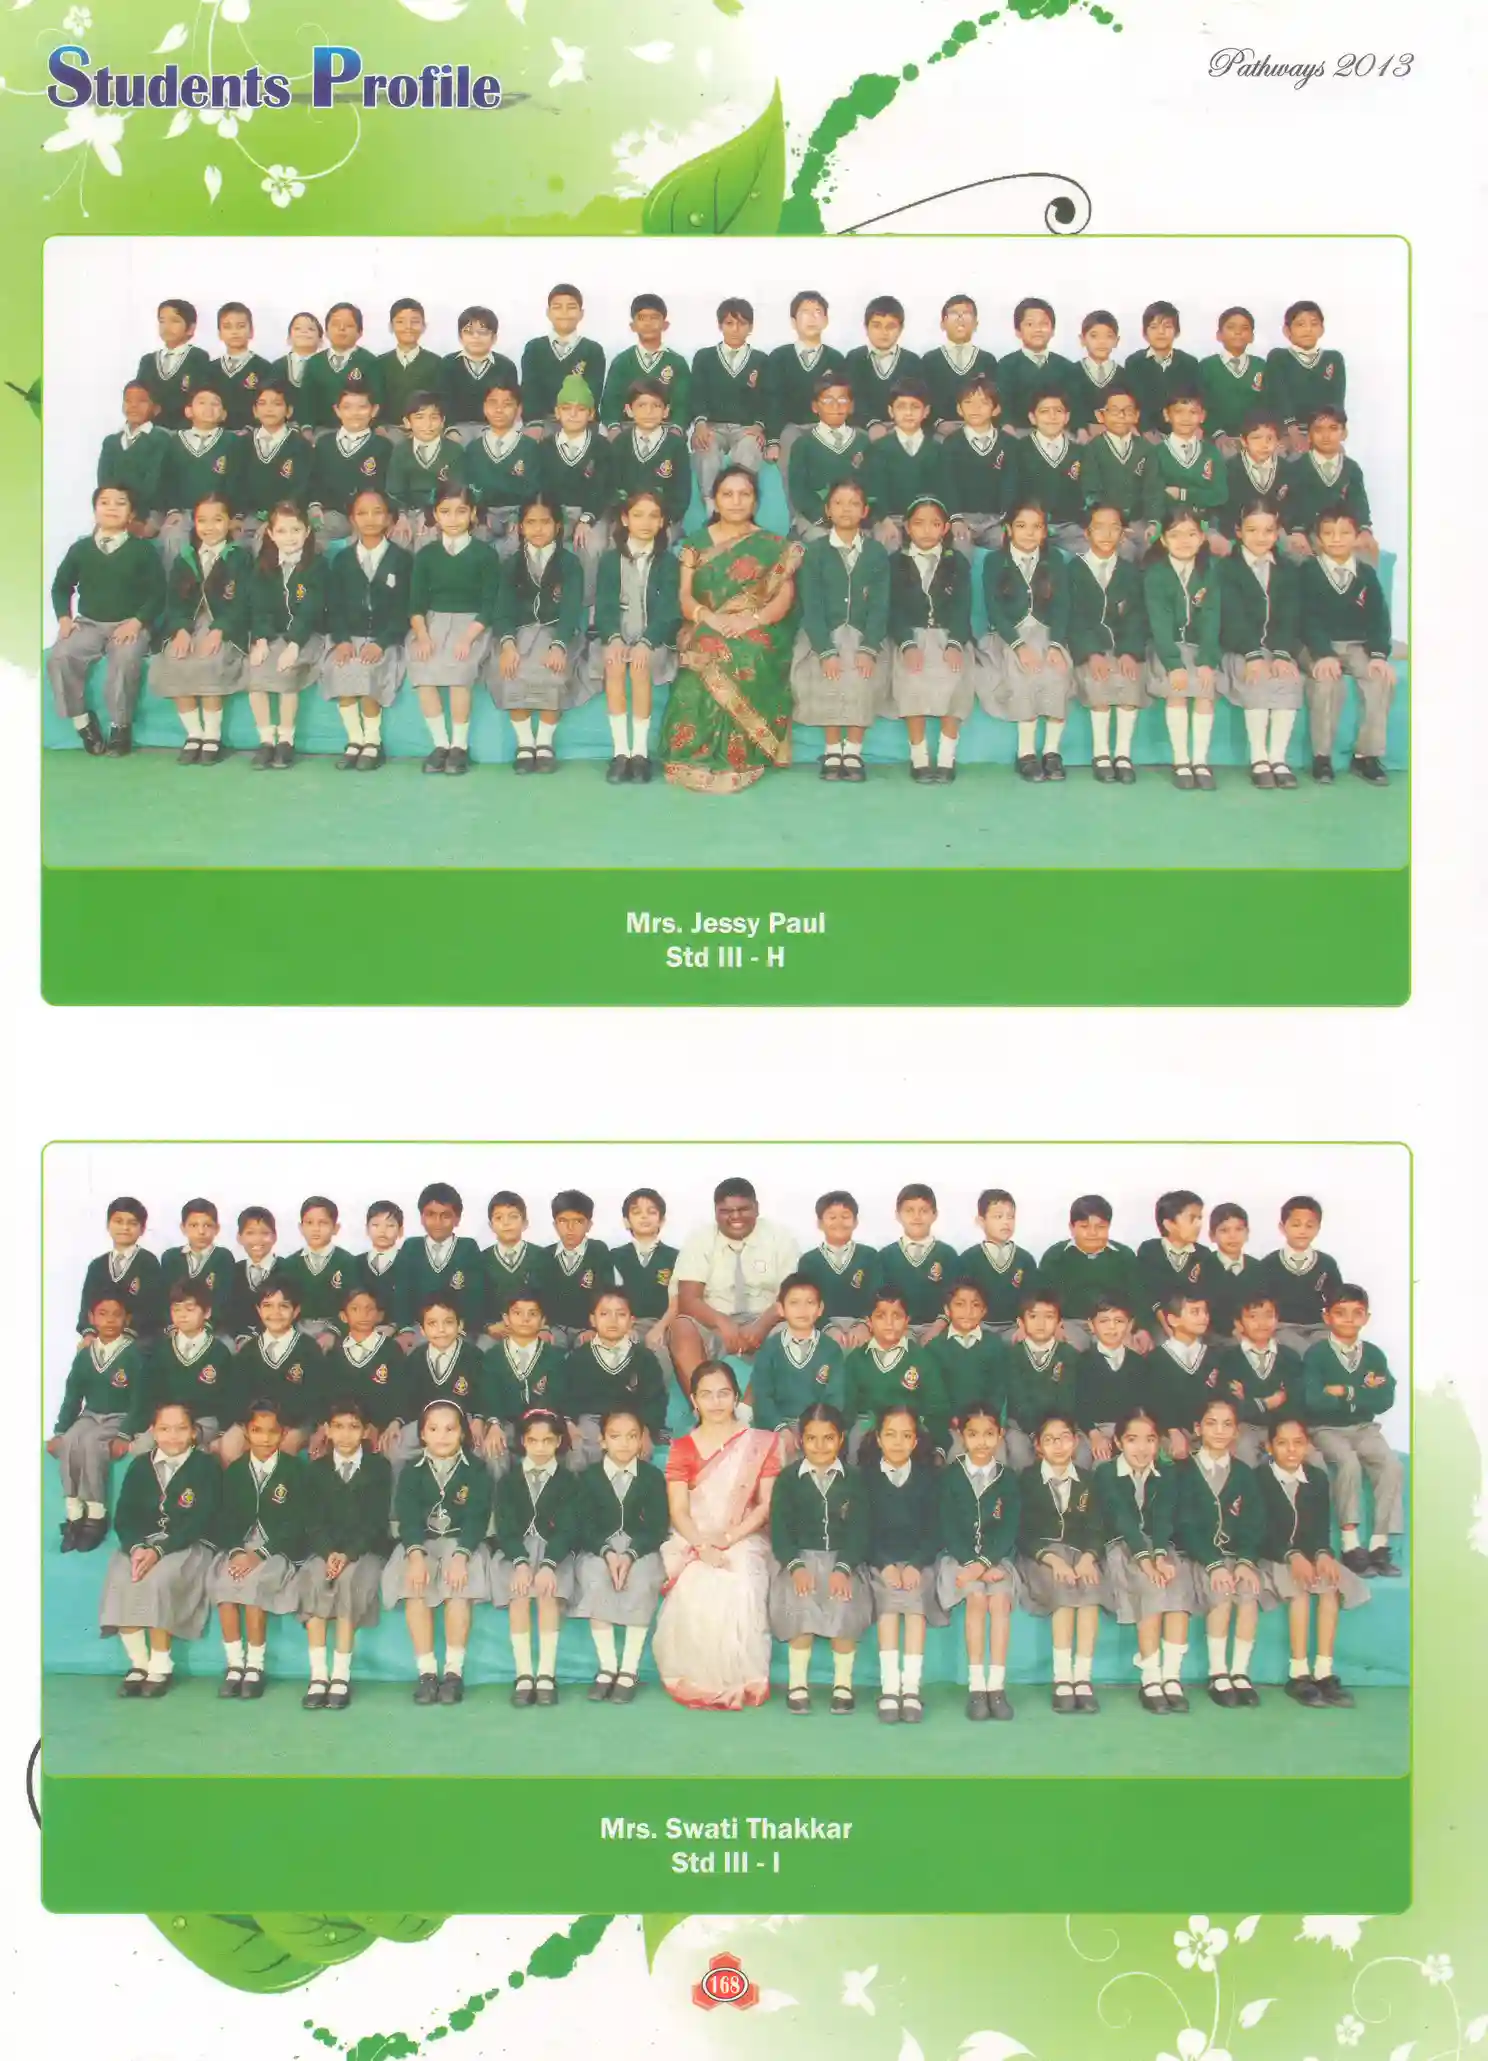 Students Profile
Pathways 2013
Mrs. Jessy Paul
Std III - H
Mrs. Swati Thakkar
Std III - I
168